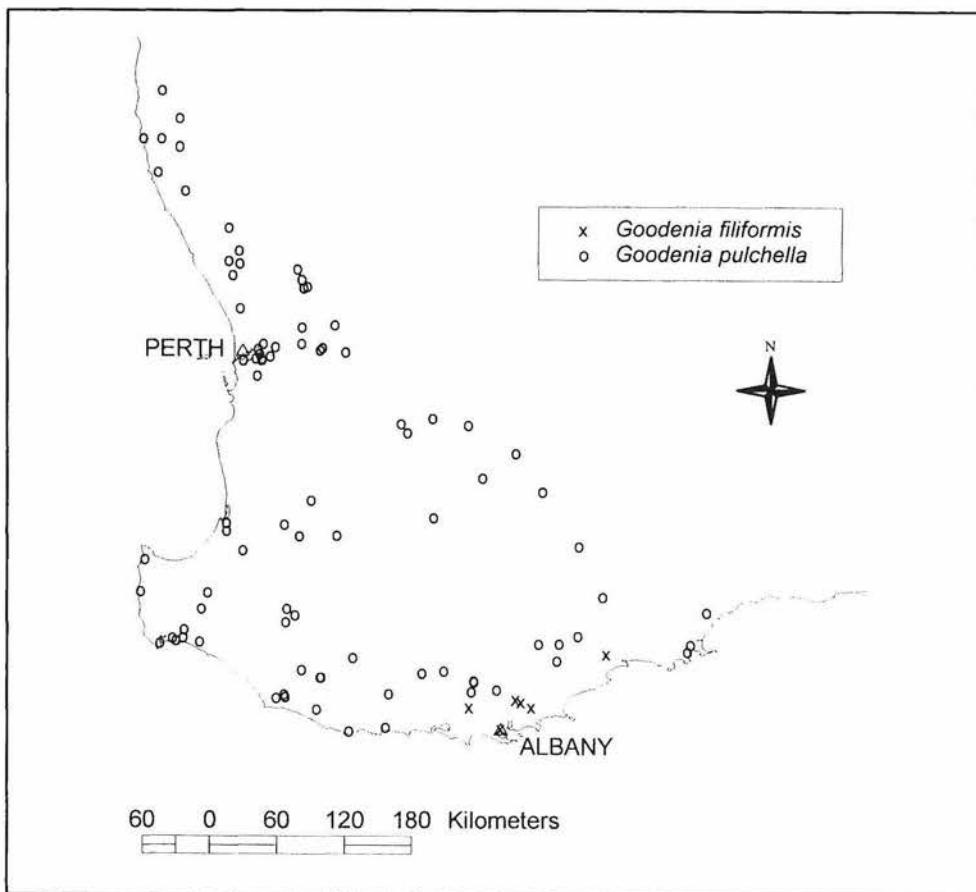 x Goodenia filiformis
o Goodenia pulchella
PERTH
N
ALBANY
60 0 60 120 180 Kilometers